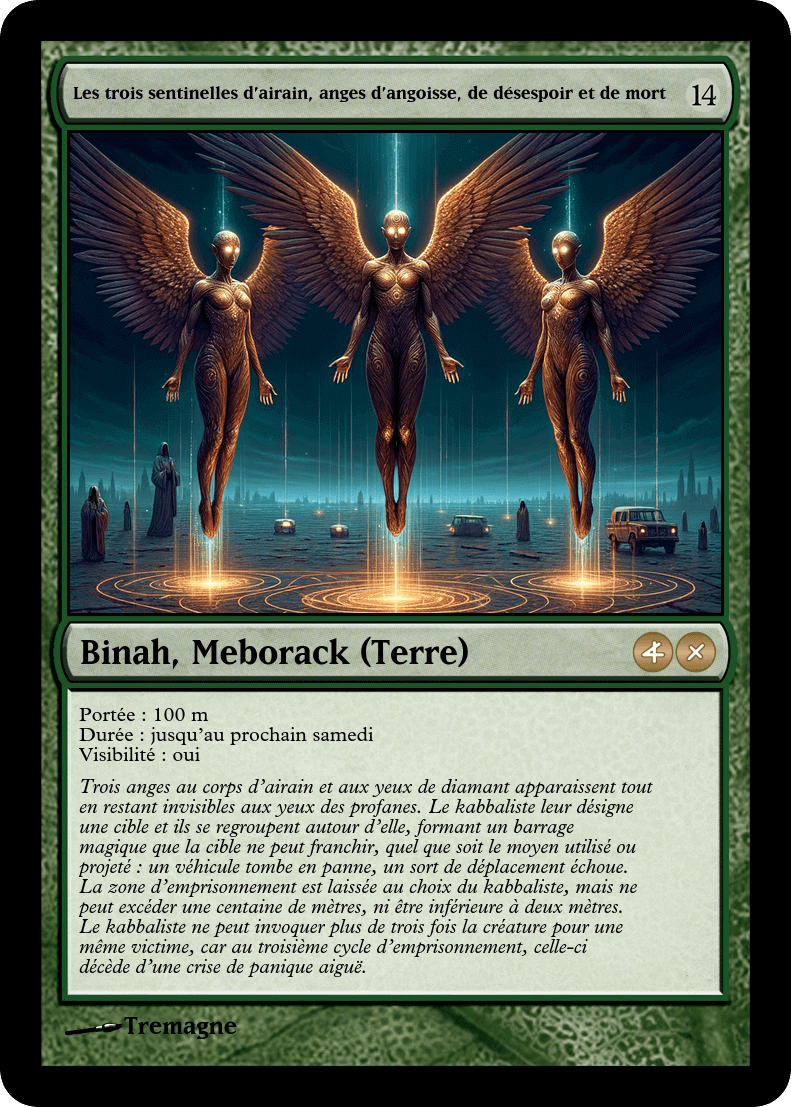 Les trois sentinelles d'airain, anges d'angoisse, de désespoir et de mort 14
Binah, Meborack (Terre)
Portée : 100 m
Durée : jusqu'au prochain samedi
Visibilité : oui
Trois anges au corps d'airain et aux yeux de diamant apparaissent tout
en restant invisibles aux yeux des profanes. Le kabbaliste leur désigne
une cible et ils se regroupent autour d'elle, formant un barrage
magique que la cible ne peut franchir, quel que soit le moyen utilisé ou
projeté : un véhicule tombe en panne, un sort de déplacement échoue.
La zone d'emprisonnement est laissée au choix du kabbaliste, mais ne
peut excéder une centaine de mètres, ni être inférieure à deux mètres.
Le kabbaliste ne peut invoquer plus de trois fois la créature pour une
même victime, car au troisième cycle d'emprisonnement, celle-ci
décède d'une crise de panique aiguë.
Tremagne